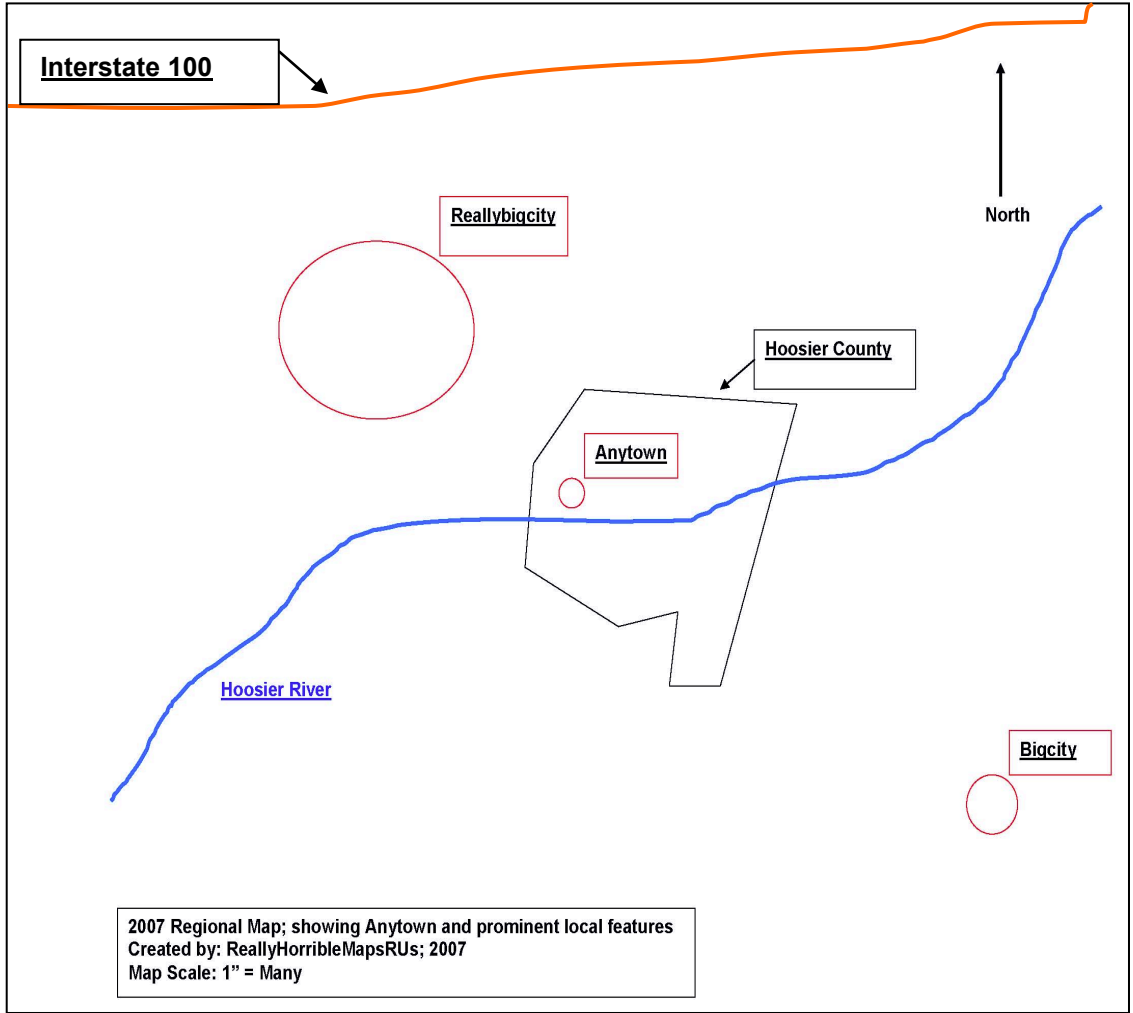 Interstate 100
Reallybigcity
North
Hoosier County
Anytown
Hoosier River
Bigcity
2007 Regional Map; showing Anytown and prominent local features
Created by: ReallyHorribleMapsRUs; 2007
Map Scale: 1” = Many